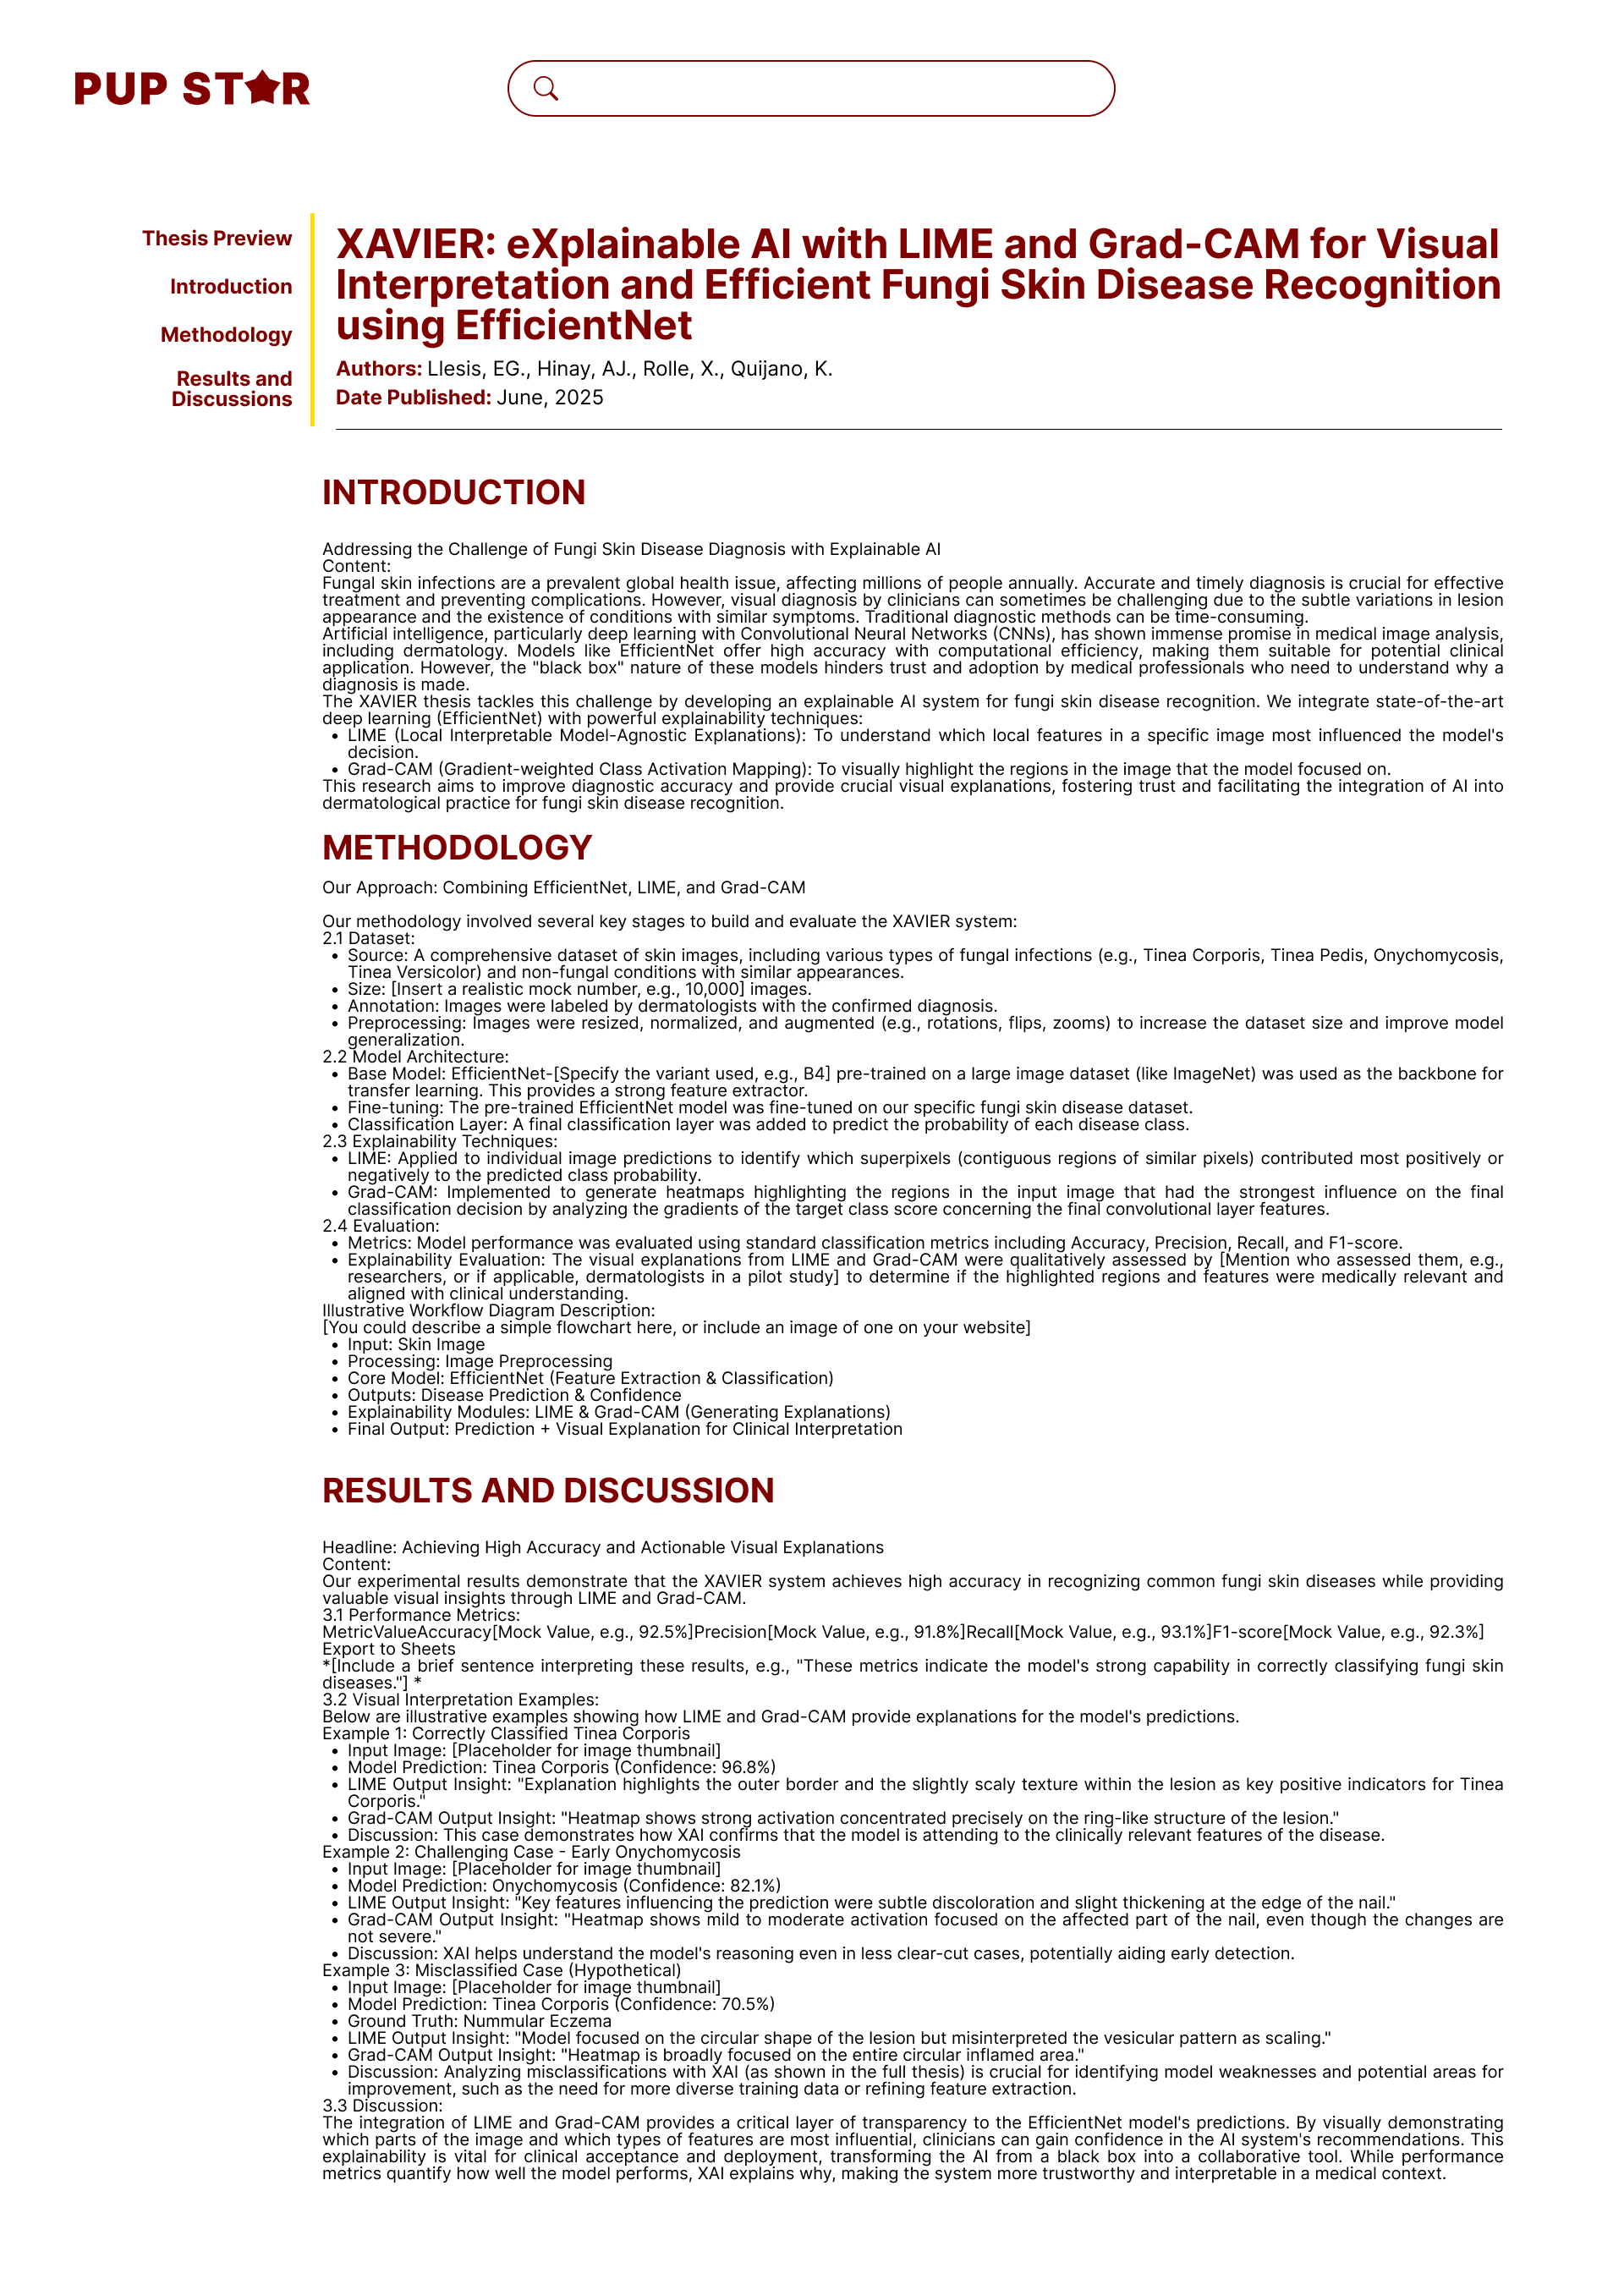 PUP STAR
Thesis Preview
Introduction
Methodology
Results and
Discussions
XAVIER: eXplainable AI with LIME and Grad-CAM for Visual
Interpretation and Efficient Fungi Skin Disease Recognition
using EfficientNet
Authors: Llesis, EG., Hinay, AJ., Rolle, X., Quijano, K.
Date Published: June, 2025
INTRODUCTION
Addressing the Challenge of Fungi Skin Disease Diagnosis with Explainable AI
Content:
Fungal skin infections are a prevalent global health issue, affecting millions of people annually. Accurate and timely diagnosis is crucial for effective
treatment and preventing complications. However, visual diagnosis by clinicians can sometimes be challenging due to the subtle variations in lesion
appearance and the existence of conditions with similar symptoms. Traditional diagnostic methods can be time-consuming.
Artificial intelligence, particularly deep learning with Convolutional Neural Networks (CNNs), has shown immense promise in medical image analysis,
including dermatology. Models like EfficientNet offer high accuracy with computational efficiency, making them suitable for potential clinical
application. However, the "black box" nature of these models hinders trust and adoption by medical professionals who need to understand why a
diagnosis is made.
The XAVIER thesis tackles this challenge by developing an explainable AI system for fungi skin disease recognition. We integrate state-of-the-art
deep learning (EfficientNet) with powerful explainability techniques:
• LIME (Local Interpretable Model-Agnostic Explanations): To understand which local features in a specific image most influenced the model's
decision.
• Grad-CAM (Gradient-weighted Class Activation Mapping): To visually highlight the regions in the image that the model focused on.
This research aims to improve diagnostic accuracy and provide crucial visual explanations, fostering trust and facilitating the integration of AI into
dermatological practice for fungi skin disease recognition.
METHODOLOGY
Our Approach: Combining EfficientNet, LIME, and Grad-CAM
Our methodology involved several key stages to build and evaluate the XAVIER system:
2.1 Dataset:
• Source: A comprehensive dataset of skin images, including various types of fungal infections (e.g., Tinea Corporis, Tinea Pedis, Onychomycosis,
Tinea Versicolor) and non-fungal conditions with similar appearances.
• Size: [Insert a realistic mock number, e.g., 10,000] images.
• Annotation: Images were labeled by dermatologists with the confirmed diagnosis.
• Preprocessing: Images were resized, normalized, and augmented (e.g., rotations, flips, zooms) to increase the dataset size and improve model
generalization.
2.2 Model Architecture:
• Base Model: EfficientNet-[Specify the variant used, e.g., B4] pre-trained on a large image dataset (like ImageNet) was used as the backbone for
transfer learning. This provides a strong feature extractor.
• Fine-tuning: The pre-trained EfficientNet model was fine-tuned on our specific fungi skin disease dataset.
• Classification Layer: A final classification layer was added to predict the probability of each disease class.
2.3 Explainability Techniques:
• LIME: Applied to individual image predictions to identify which superpixels (contiguous regions of similar pixels) contributed most positively or
negatively to the predicted class probability.
• Grad-CAM: Implemented to generate heatmaps highlighting the regions in the input image that had the strongest influence on the final
classification decision by analyzing the gradients of the target class score concerning the final convolutional layer features.
2.4 Evaluation:
• Metrics: Model performance was evaluated using standard classification metrics including Accuracy, Precision, Recall, and F1-score.
• Explainability Evaluation: The visual explanations from LIME and Grad-CAM were qualitatively assessed by [Mention who assessed them, e.g.,
researchers, or if applicable, dermatologists in a pilot study] to determine if the highlighted regions and features were medically relevant and
aligned with clinical understanding.
Illustrative Workflow Diagram Description:
[You could describe a simple flowchart here, or include an image of one on your website]
• Input: Skin Image
• Processing: Image Preprocessing
• Core Model: EfficientNet (Feature Extraction & Classification)
• Outputs: Disease Prediction & Confidence
• Explainability Modules: LIME & Grad-CAM (Generating Explanations)
• Final Output: Prediction + Visual Explanation for Clinical Interpretation
RESULTS AND DISCUSSION
Headline: Achieving High Accuracy and Actionable Visual Explanations
Content:
Our experimental results demonstrate that the XAVIER system achieves high accuracy in recognizing common fungi skin diseases while providing
valuable visual insights through LIME and Grad-CAM.
3.1 Performance Metrics:
MetricValueAccuracy[Mock Value, e.g., 92.5%]Precision[Mock Value, e.g., 91.8%]Recall[Mock Value, e.g., 93.1%]F1-score[Mock Value, e.g., 92.3%]
Export to Sheets
*[Include a brief sentence interpreting these results, e.g., "These metrics indicate the model's strong capability in correctly classifying fungi skin
diseases."] *
3.2 Visual Interpretation Examples:
Below are illustrative examples showing how LIME and Grad-CAM provide explanations for the model's predictions.
Example 1: Correctly Classified Tinea Corporis
• Input Image: [Placeholder for image thumbnail]
• Model Prediction: Tinea Corporis (Confidence: 96.8%)
• LIME Output Insight: "Explanation highlights the outer border and the slightly scaly texture within the lesion as key positive indicators for Tinea
Corporis."
• Grad-CAM Output Insight: "Heatmap shows strong activation concentrated precisely on the ring-like structure of the lesion."
• Discussion: This case demonstrates how XAI confirms that the model is attending to the clinically relevant features of the disease.
Example 2: Challenging Case - Early Onychomycosis
• Input Image: [Placeholder for image thumbnail]
• Model Prediction: Onychomycosis (Confidence: 82.1%)
• LIME Output Insight: "Key features influencing the prediction were subtle discoloration and slight thickening at the edge of the nail."
• Grad-CAM Output Insight: "Heatmap shows mild to moderate activation focused on the affected part of the nail, even though the changes are
not severe."
• Discussion: XAI helps understand the model's reasoning even in less clear-cut cases, potentially aiding early detection.
Example 3: Misclassified Case (Hypothetical)
• Input Image: [Placeholder for image thumbnail]
• Model Prediction: Tinea Corporis (Confidence: 70.5%)
• Ground Truth: Nummular Eczema
• LIME Output Insight: "Model focused on the circular shape of the lesion but misinterpreted the vesicular pattern as scaling."
• Grad-CAM Output Insight: "Heatmap is broadly focused on the entire circular inflamed area."
• Discussion: Analyzing misclassifications with XAI (as shown in the full thesis) is crucial for identifying model weaknesses and potential areas for
improvement, such as the need for more diverse training data or refining feature extraction.
3.3 Discussion:
The integration of LIME and Grad-CAM provides a critical layer of transparency to the EfficientNet model's predictions. By visually demonstrating
which parts of the image and which types of features are most influential, clinicians can gain confidence in the AI system's recommendations. This
explainability is vital for clinical acceptance and deployment, transforming the AI from a black box into a collaborative tool. While performance
metrics quantify how well the model performs, XAI explains why, making the system more trustworthy and interpretable in a medical context.